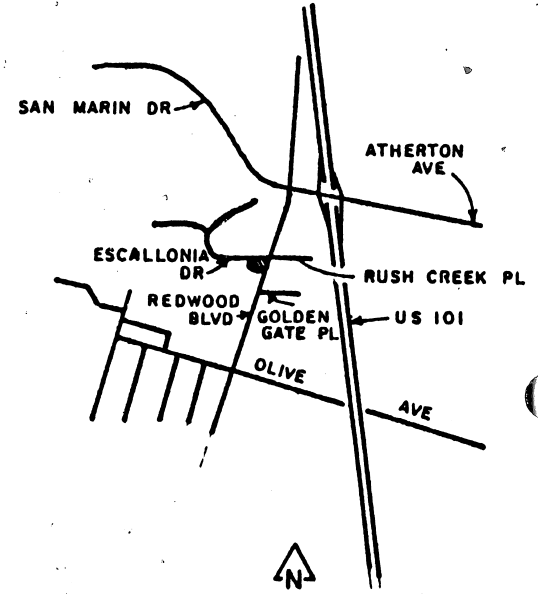 SAN MARIN DR
ATHERTON
AVE
ESCALLONIA
DR
RUSH CREEK PL
REDWOOD
BLVD
GOLDEN
GATE PL
US 101
OLIVE
AVE
N